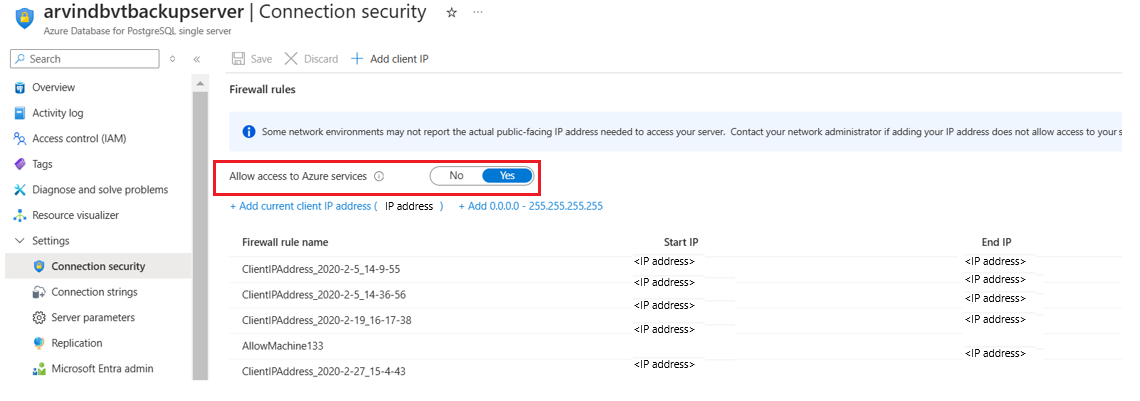 arvindbvtbackupserver | Connection security
Azure Database for PostgreSQL single server
Search
Save Discard Add client IP
Overview
Activity log
Access control (IAM)
Tags
Diagnose and solve problems
Resource visualizer
Settings
Connection security
Connection strings
Server parameters
Replication
Microsoft Entra admin
Firewall rules
Some network environments may not report the actual public-facing IP address needed to access your server. Contact your network administrator if adding your IP address does not allow access to your s
Allow access to Azure services No Yes
+ Add current client IP address ( IP address ) + Add 0.0.0.0 - 255.255.255.255
Firewall rule name Start IP End IP
ClientIPAddress_2020-2-5_14-9-55 <IP address> <IP address>
ClientIPAddress_2020-2-5_14-36-56 <IP address> <IP address>
ClientIPAddress_2020-2-19_16-17-38 <IP address> <IP address>
AllowMachine133 <IP address> <IP address>
ClientIPAddress_2020-2-27_15-4-43 <IP address> <IP address>